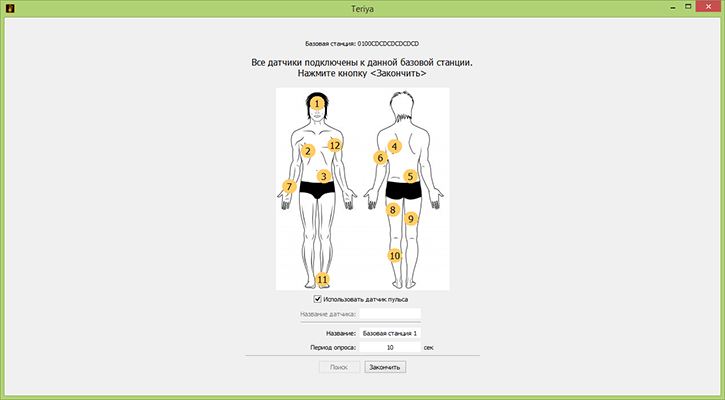 Teriya
Базовая станция: 0100CDCDCDCDCDCD
Все датчики подключены к данной базовой станции.
Нажмите кнопку <Закончить>
1
2
12
3
7
11
4
6
5
8
9
10
Использовать датчик пульса
Название датчика:
Название: Базовая станция 1
Период опроса: 10 сек
Поиск Закончить